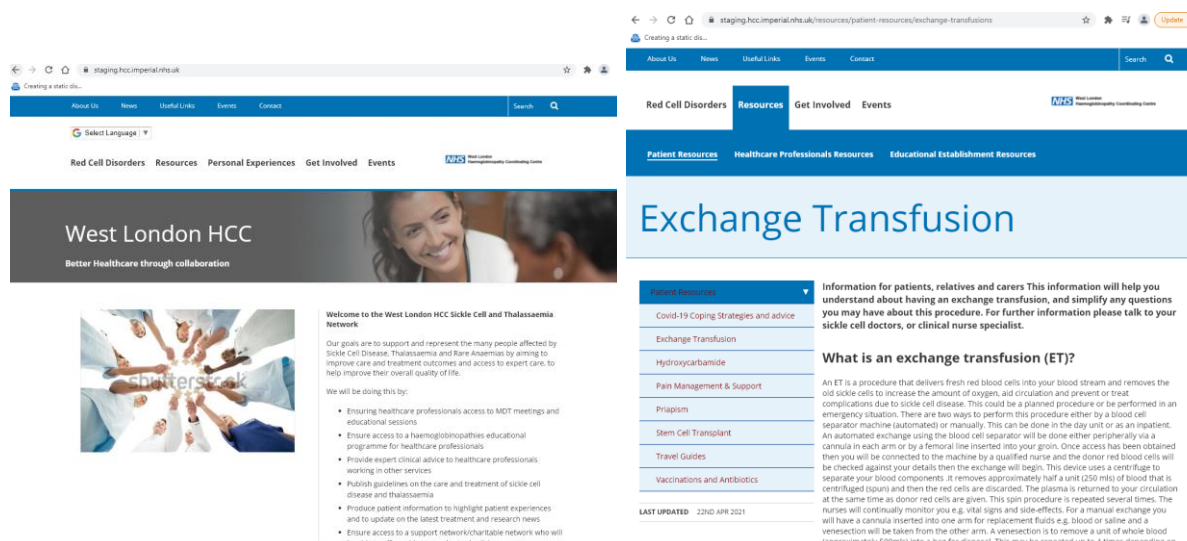 staging.hcc.imperial.nhs.uk
Creating a static dis...
About Us News Useful Links Events Contact Search
Select Language
Red Cell Disorders Resources Personal Experiences Get Involved Events
NHS West London
Haemoglobinopathy Coordinating Centre
West London HCC
Better Healthcare through collaboration
shutterstock
Welcome to the West London HCC Sickle Cell and Thalassaemia
Network
Our goals are to support and represent the many people affected by
Sickle Cell Disease, Thalassaemia and Rare Anaemias by aiming to
improve care and treatment outcomes and access to expert care, to
help improve their overall quality of life.
We will be doing this by:
Ensuring healthcare professionals access to MDT meetings and
educational sessions
Ensure access to a haemoglobinopathies educational
programme for healthcare professionals
Provide expert clinical advice to healthcare professionals
working in other services
Publish guidelines on the care and treatment of sickle cell
disease and thalassaemia
Produce patient information to highlight patient experiences
and to update on the latest treatment and research news
Ensure access to a support network/charitable network who will
staging.hcc.imperial.nhs.uk/resources/patient-resources/exchange-transfusions
Update
Creating a static dis...
About Us News Useful Links Events Contact Search
Red Cell Disorders Resources Get Involved Events
NHS West London
Haemoglobinopathy Coordinating Centre
Patient Resources Healthcare Professionals Resources Educational Establishment Resources
Exchange Transfusion
Patient Resources
Covid-19 Coping Strategies and advice
Exchange Transfusion
Hydroxycarbamide
Pain Management & Support
Priapism
Stem Cell Transplant
Travel Guides
Vaccinations and Antibiotics
LAST UPDATED 22ND APR 2021
Information for patients, relatives and carers This information will help you
understand about having an exchange transfusion, and simplify any questions
you may have about this procedure. For further information please talk to your
sickle cell doctors, or clinical nurse specialist.
What is an exchange transfusion (ET)?
An ET is a procedure that delivers fresh red blood cells into your blood stream and removes the
old sickle cells to increase the amount of oxygen, aid circulation and prevent or treat
complications due to sickle cell disease. This could be a planned procedure or be performed in an
emergency situation. There are two ways to perform this procedure either by a blood cell
separator machine (automated) or manually. This can be done in the day unit or as an inpatient.
An automated exchange using the blood cell separator will be done either peripherally via a
cannula in each arm or by a femoral line inserted into your groin. Once access has been obtained
then you will be connected to the machine by a qualified nurse and the donor red blood cells will
be checked against your details then the exchange will begin. This device uses a centrifuge to
separate your blood components .It removes approximately half a unit (250 mls) of blood that is
centrifuged (spun) and then the red cells are discarded. The plasma is returned to your circulation
at the same time as donor red cells are given. This spin procedure is repeated several times. The
nurses will continually monitor you e.g. vital signs and side-effects. For a manual exchange you
will have a cannula inserted into one arm for replacement fluids e.g. blood or saline and a
venesection will be taken from the other arm. A venesection is to remove a unit of whole blood